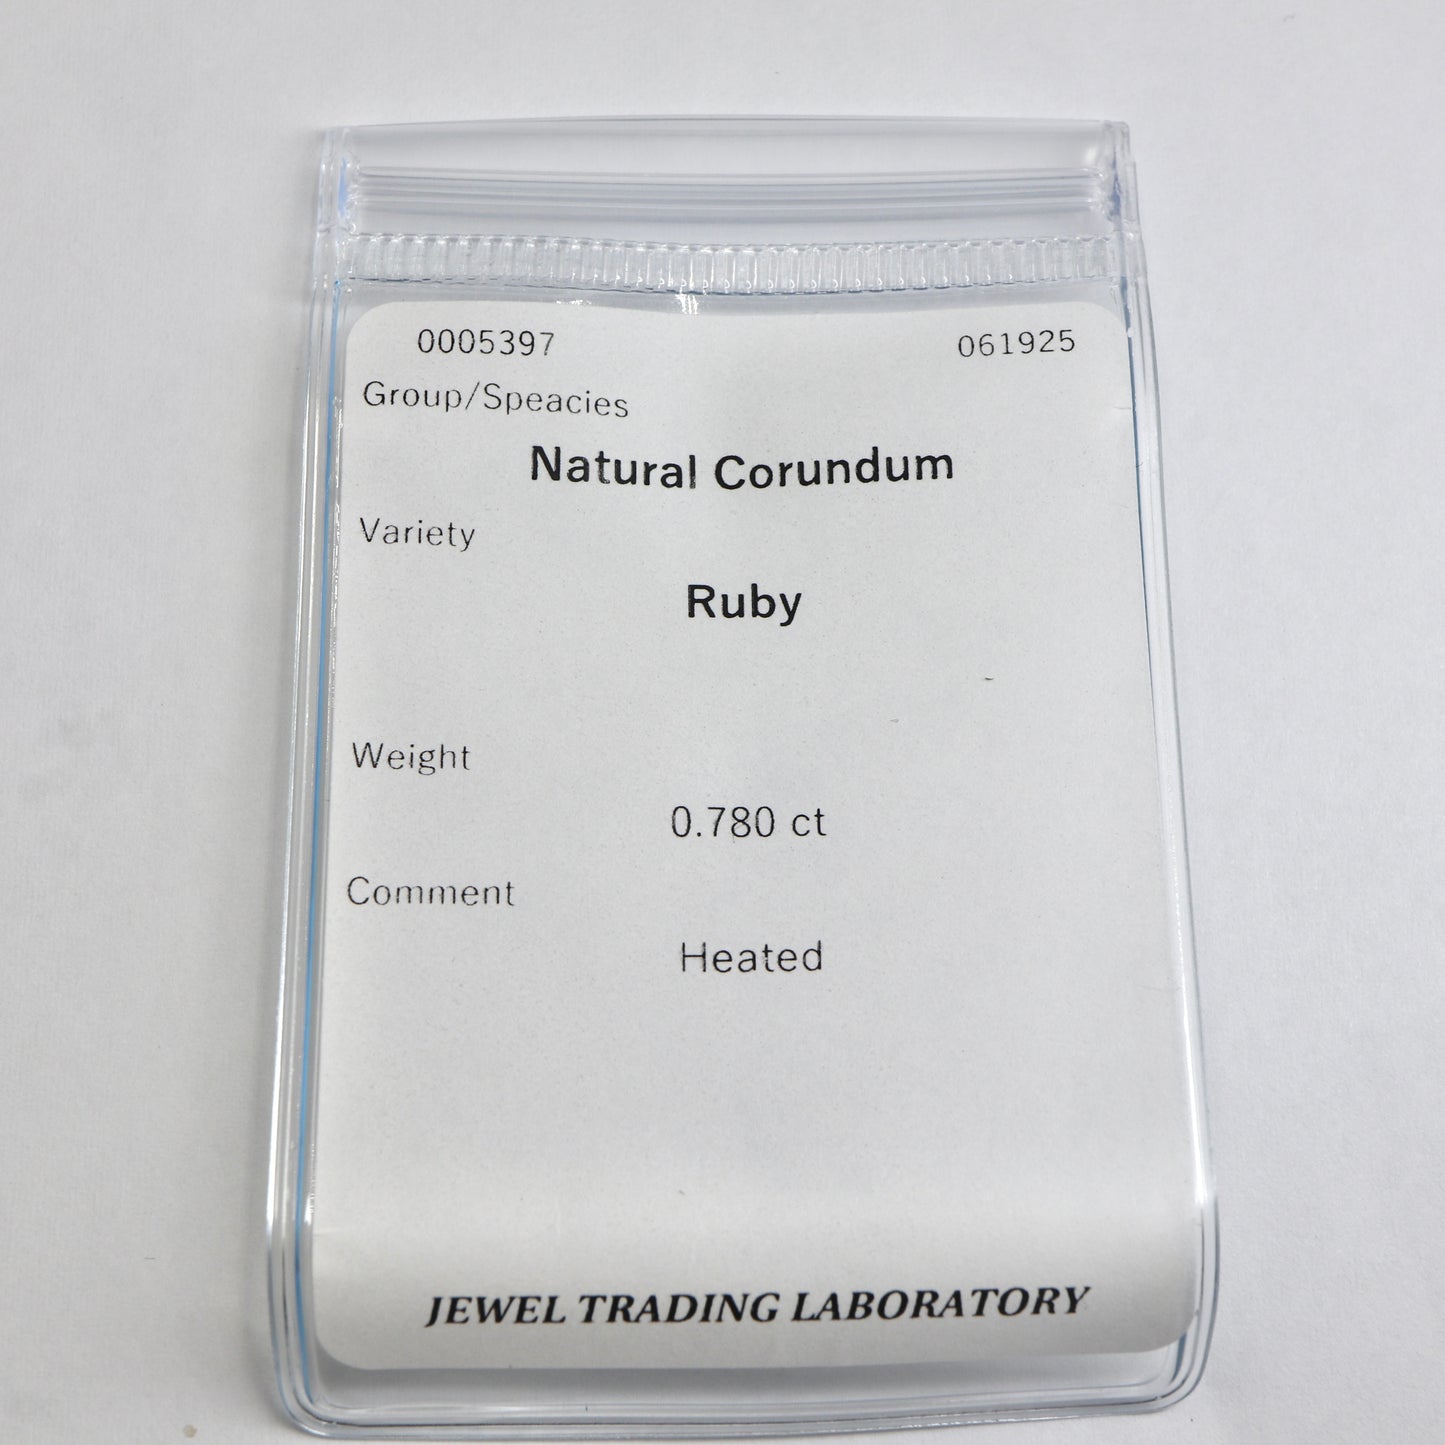 0005397 061925
Group/Speacies
Natural Corundum
Variety
Ruby
Weight
0.780 ct
Comment
Heated
JEWEL TRADING LABORATORY